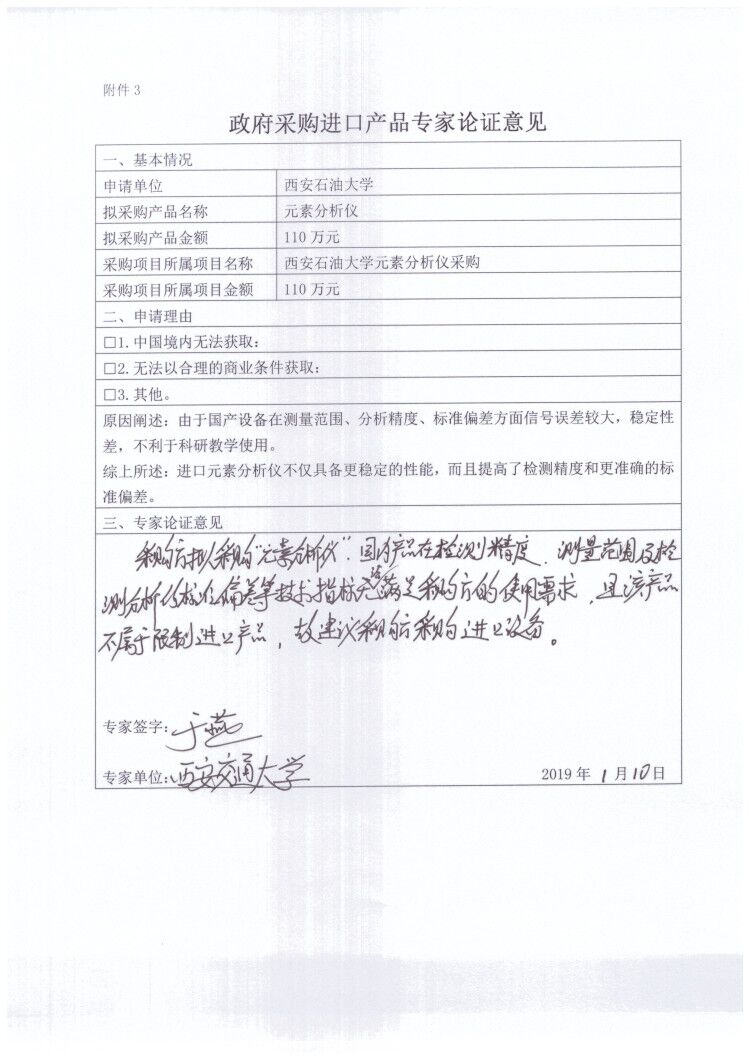 附件 3
政府采购进口产品专家论证意见
一、基本情况
申请单位 西安石油大学
拟采购产品名称 元素分析仪
拟采购产品金额 110 万元
采购项目所属项目名称 西安石油大学元素分析仪采购
采购项目所属项目金额 110 万元
二、申请理由
□1.中国境内无法获取:
□2.无法以合理的商业条件获取:
□3.其他。
原因阐述：由于国产设备在测量范围、分析精度、标准偏差方面信号误差较大，稳定性
差，不利于科研教学使用。
综上所述：进口元素分析仪不仅具备更稳定的性能，而且提高了检测精度和更准确的标
准偏差。
三、专家论证意见
采购方拟采购“元素分析仪”，国内产品在检测精度、测量范围及检
测分析的标准偏差等技术指标无法满足采购方的使用需求，且该产品
不属于限制进口产品，故建议采购方采购进口设备。
专家签字：于燕
专家单位：西安交通大学 2019 年 1 月 10 日